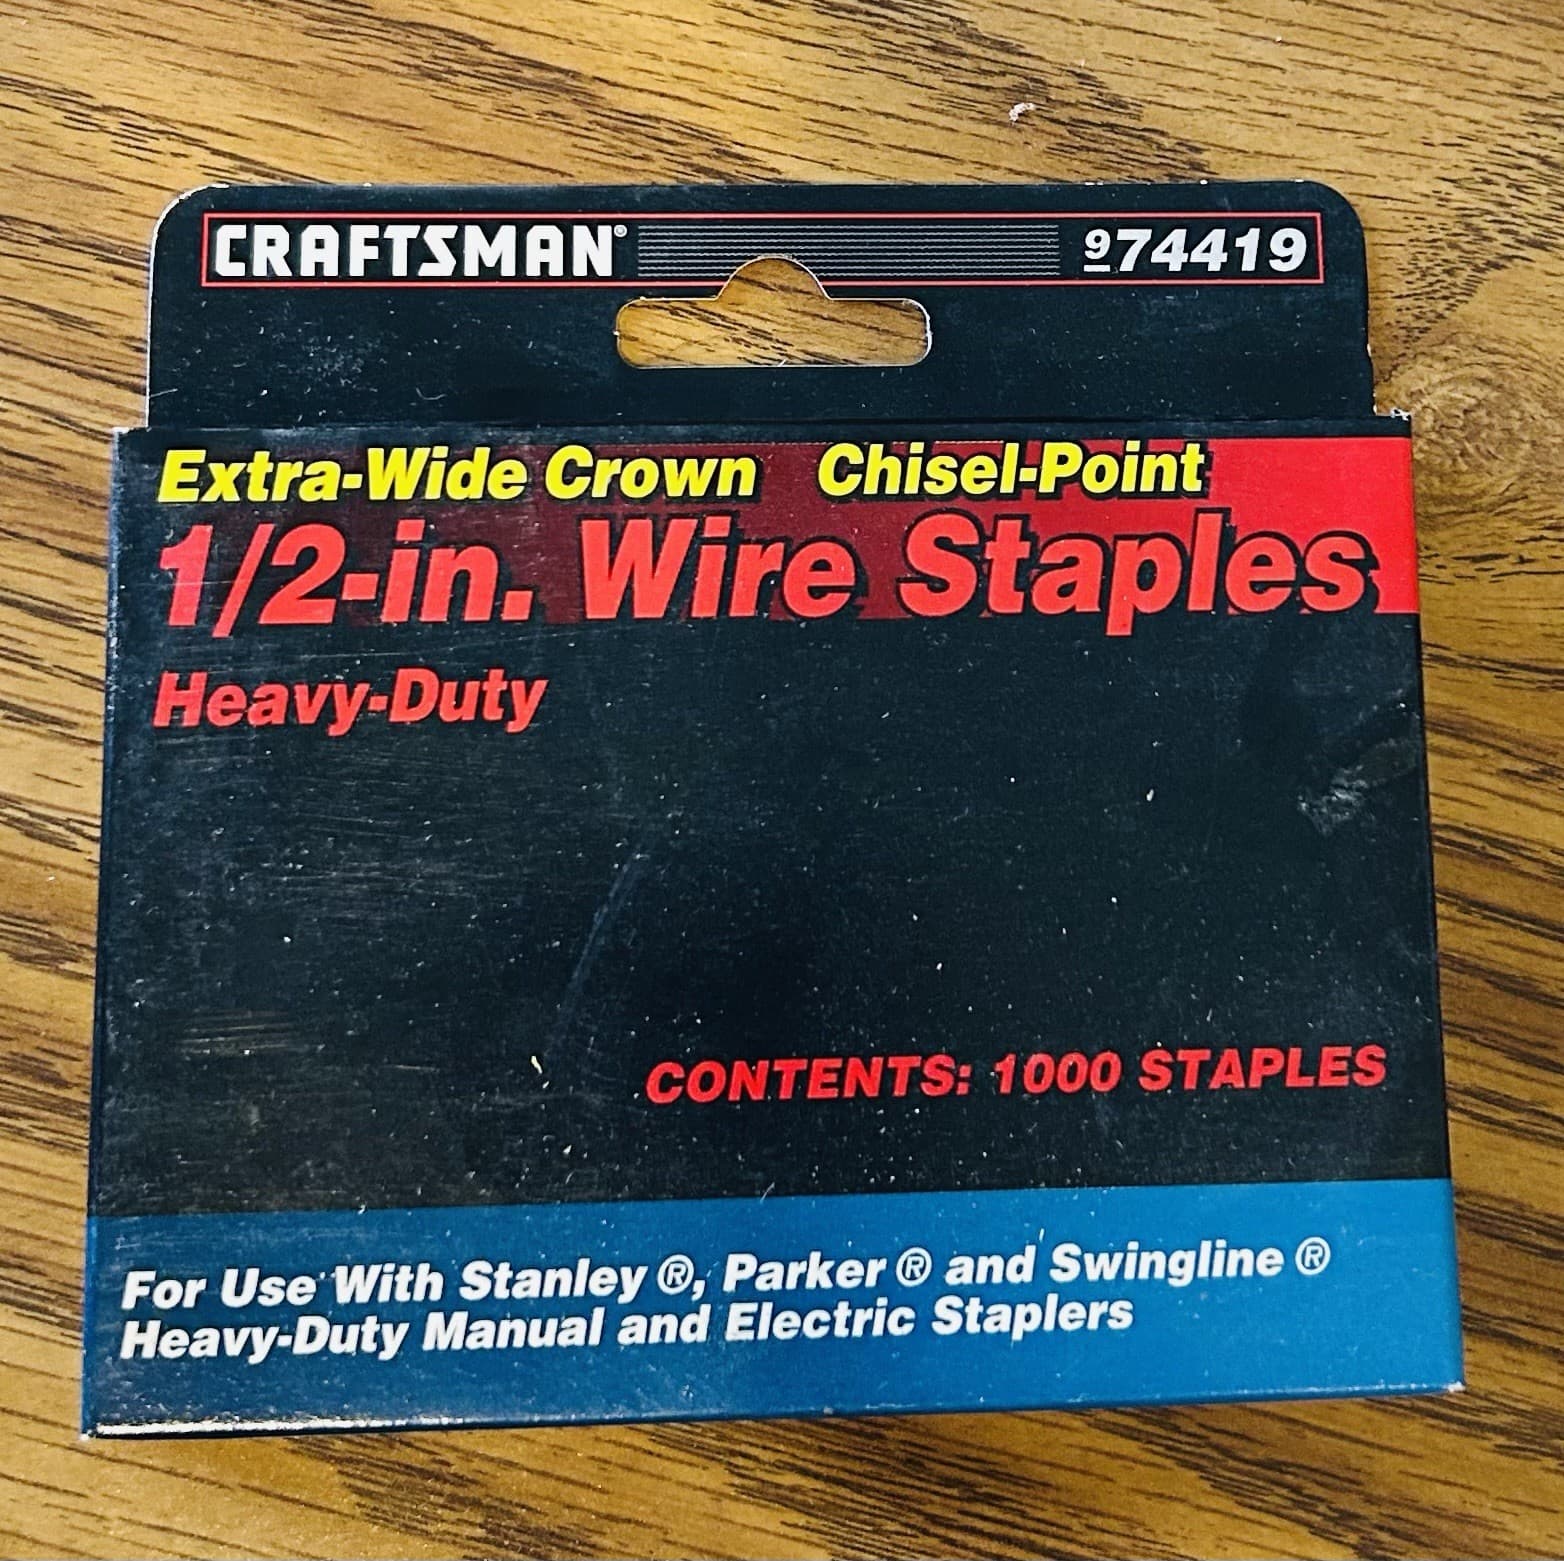 CRAFTSMAN® 974419
Extra-Wide Crown Chisel-Point
1/2-in. Wire Staples
Heavy-Duty
CONTENTS: 1000 STAPLES
For Use With Stanley ®, Parker ® and Swingline ®
Heavy-Duty Manual and Electric Staplers